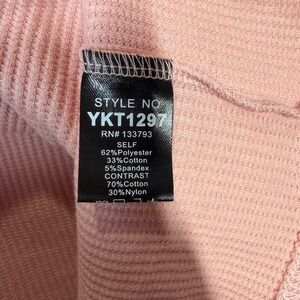 STYLE NO
YKT1297
RN# 133793
SELF
62%Polyester
33%Cotton
5%Spandex
CONTRAST
70%Cotton
30%Nylon